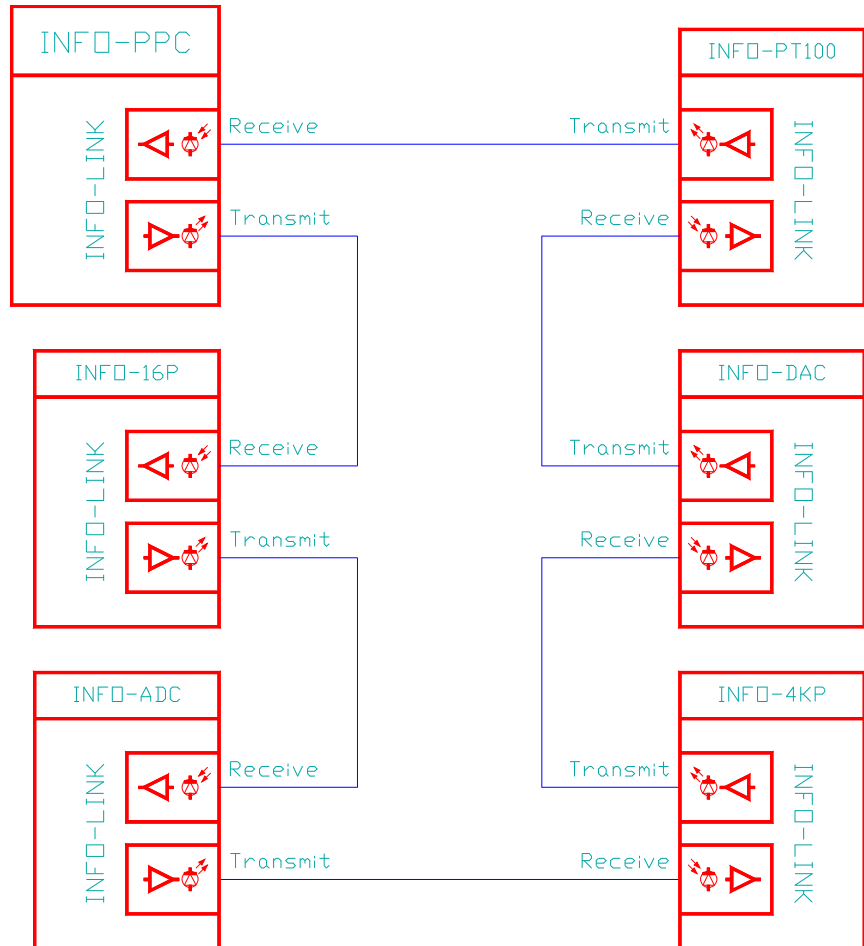 INFO-PPC
INFO-LINK
Receive
Transmit
INFO-PT100
Transmit
Receive
INFO-LINK
INFO-16P
INFO-LINK
Receive
Transmit
INFO-DAC
Transmit
Receive
INFO-LINK
INFO-ADC
INFO-LINK
Receive
Transmit
INFO-4KP
Transmit
Receive
INFO-LINK